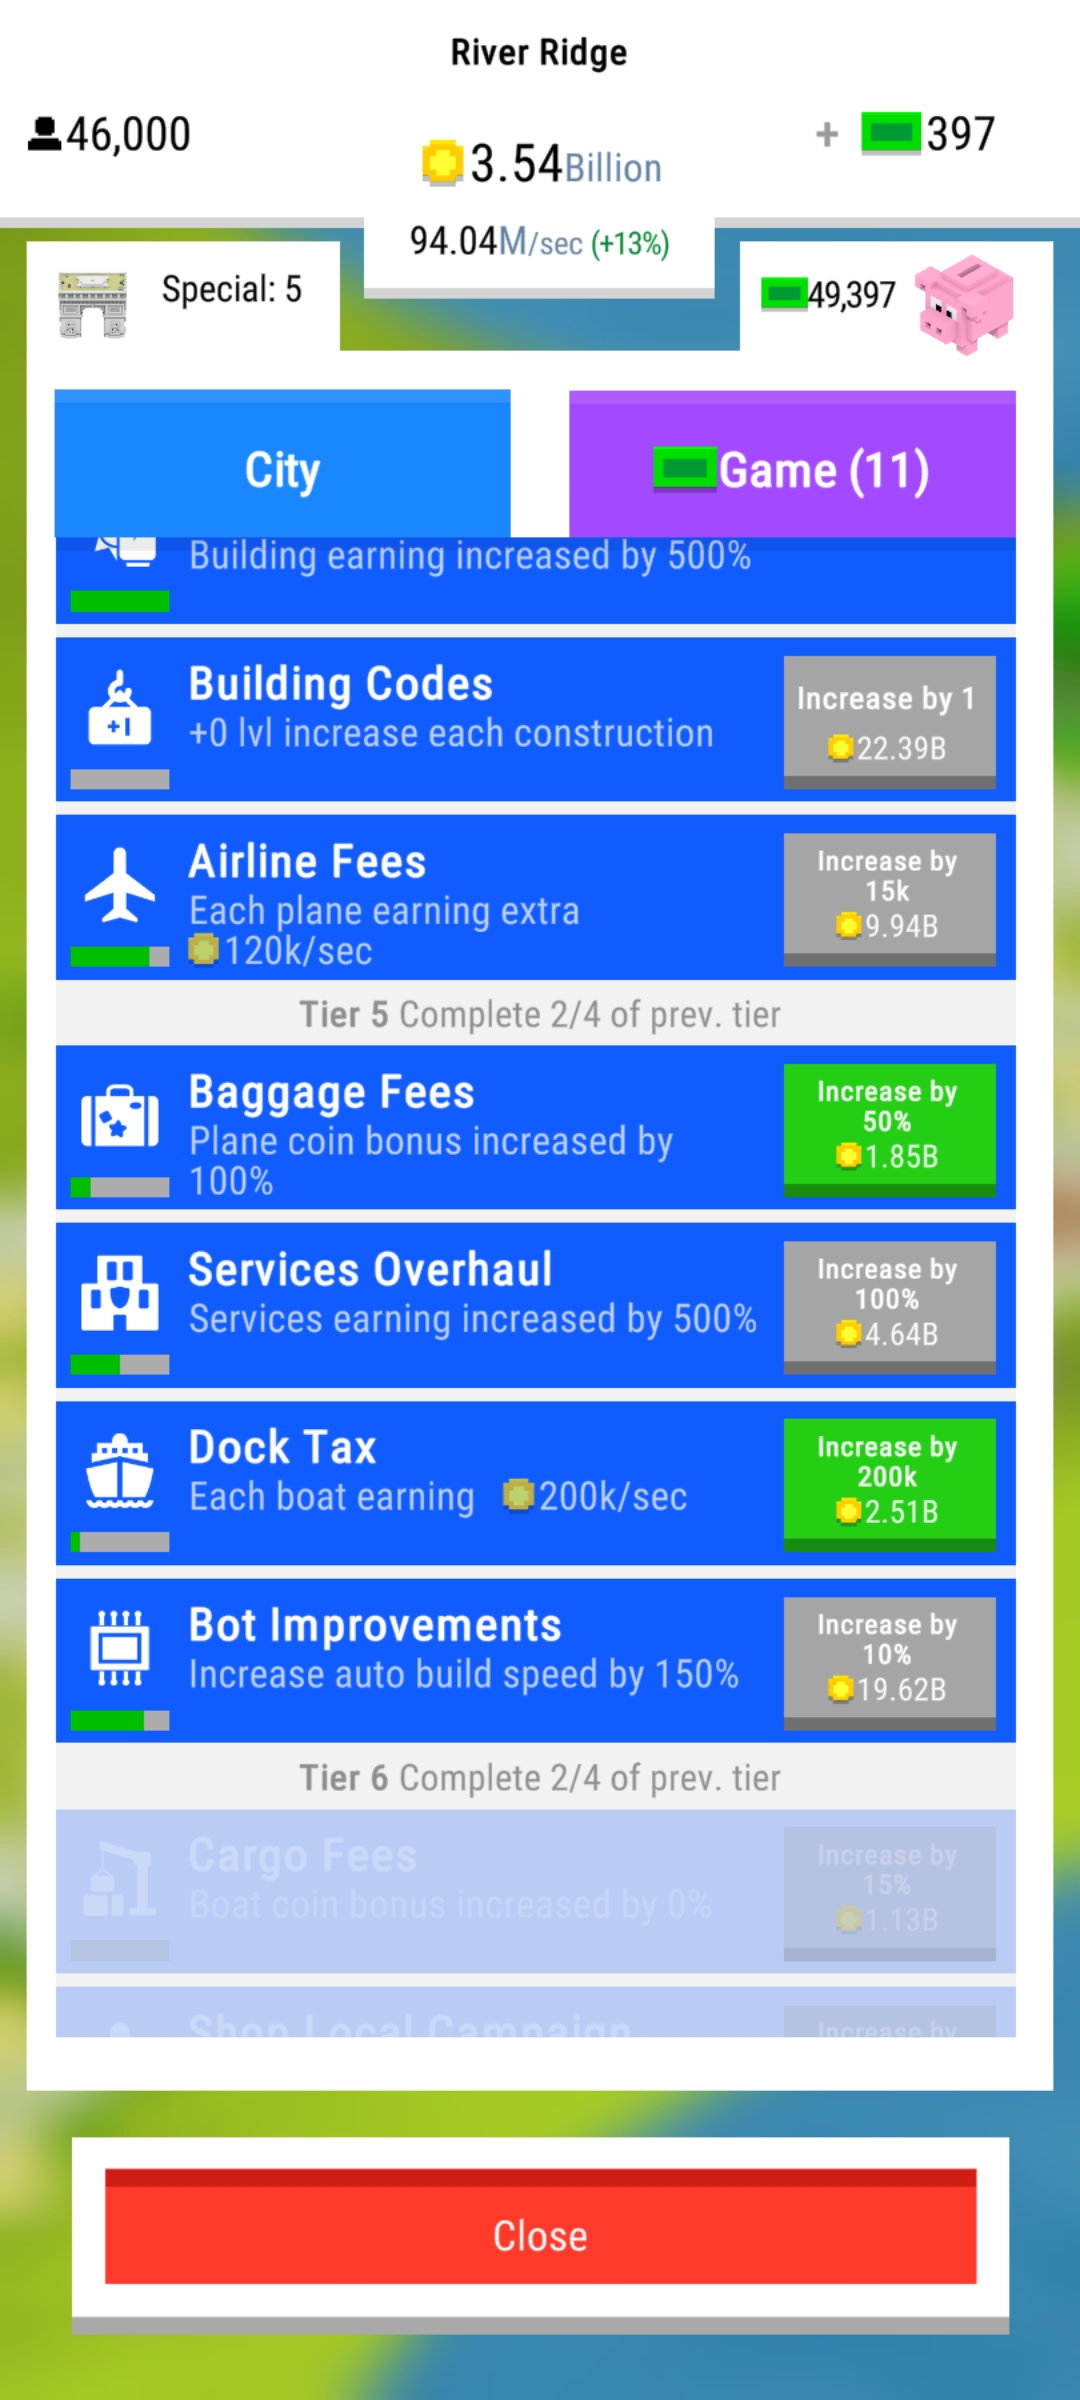 River Ridge
46,000
+ 397
3.54Billion
94.04M/sec (+13%)
Special: 5
49,397
City
Game (11)
Building earning increased by 500%
Building Codes
+0 lvl increase each construction
Increase by 1
22.39B
Airline Fees
Each plane earning extra
120k/sec
Increase by
15k
9.94B
Tier 5 Complete 2/4 of prev. tier
Baggage Fees
Plane coin bonus increased by
100%
Increase by
50%
1.85B
Services Overhaul
Services earning increased by 500%
Increase by
100%
4.64B
Dock Tax
Each boat earning 200k/sec
Increase by
200k
2.51B
Bot Improvements
Increase auto build speed by 150%
Increase by
10%
19.62B
Tier 6 Complete 2/4 of prev. tier
Cargo Fees
Boat coin bonus increased by 0%
Increase by
15%
1.13B
Shop Local Campaign
Increase by
Close